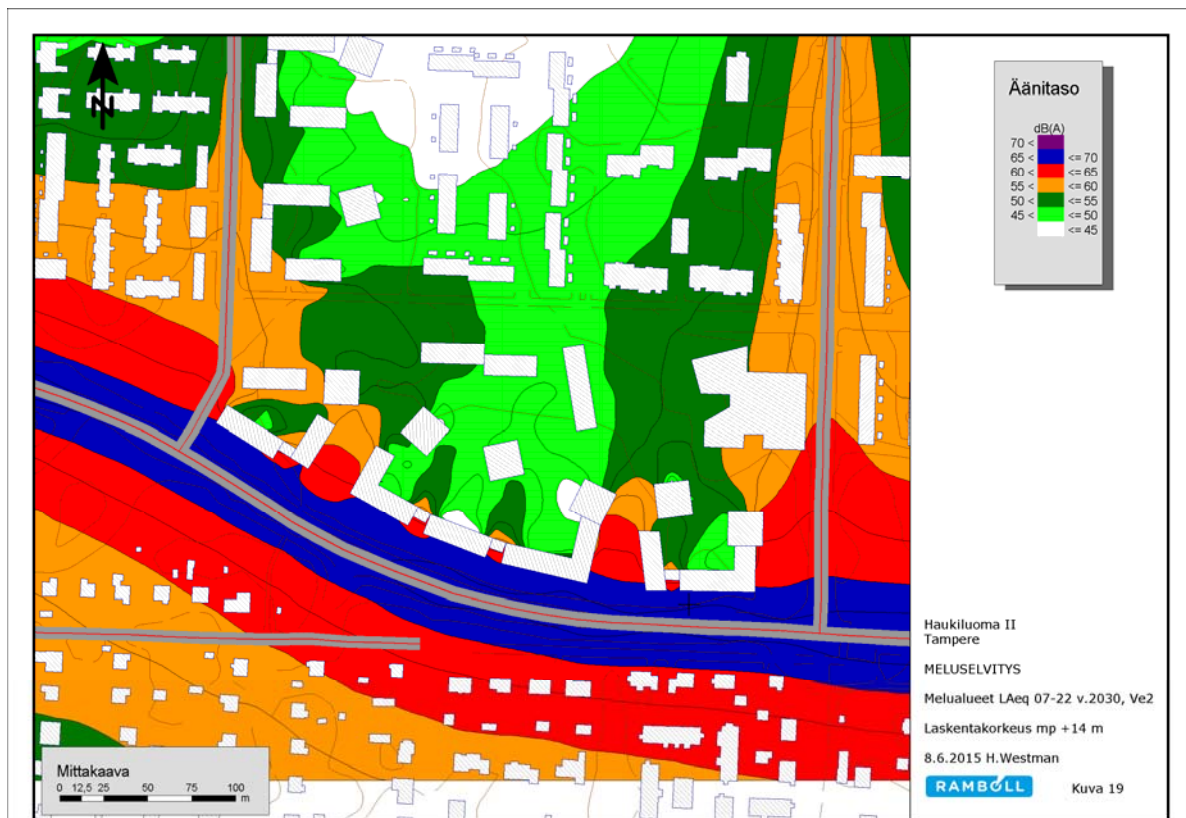 N
Äänitaso
dB(A)
70 <
65 < <= 70
60 < <= 65
55 < <= 60
50 < <= 55
45 < <= 50
<= 45
Haukiluoma II
Tampere
MELUSELVITYS
Melualueet LAeq 07-22 v.2030, Ve2
Laskentakorkeus mp +14 m
8.6.2015 H.Westman
RAMBOLL Kuva 19
Mittakaava
0 12,5 25 50 75 100
m